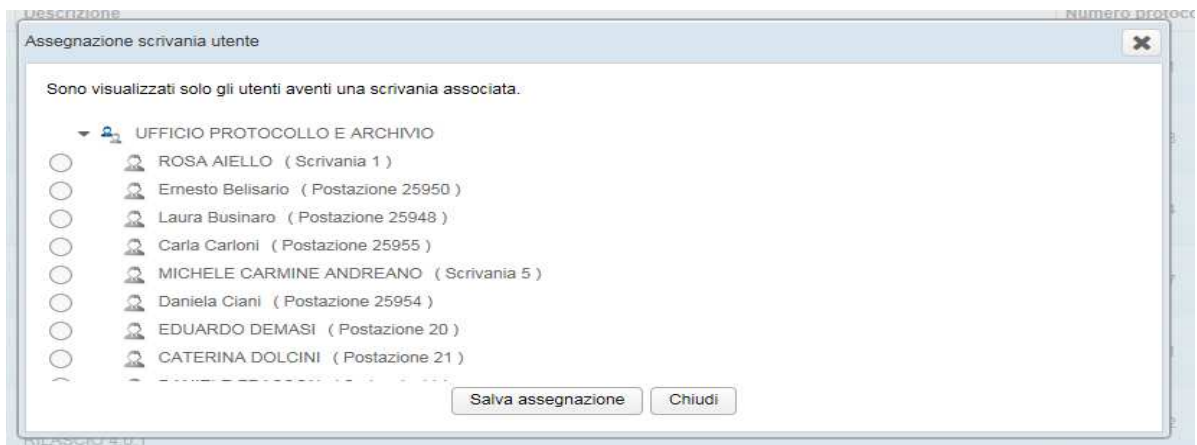 Descrizione
Numero protoco
Assegnazione scrivania utente
Sono visualizzati solo gli utenti aventi una scrivania associata.
UFFICIO PROTOCOLLO E ARCHIVIO
ROSA AIELLO ( Scrivania 1 )
Ernesto Belisario ( Postazione 25950 )
Laura Businaro ( Postazione 25948 )
Carla Carloni ( Postazione 25955 )
MICHELE CARMINE ANDREANO ( Scrivania 5 )
Daniela Ciani ( Postazione 25954 )
EDUARDO DEMASI ( Postazione 20 )
CATERINA DOLCINI ( Postazione 21 )
Salva assegnazione Chiudi